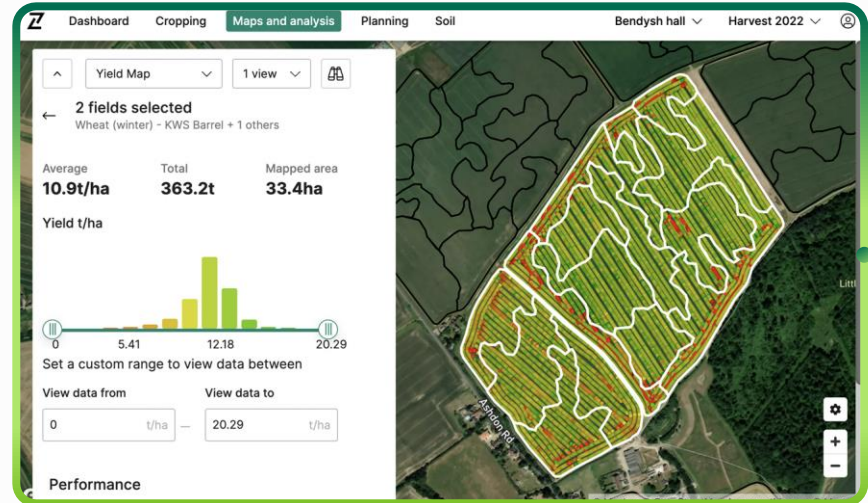 Z Dashboard Cropping Maps and analysis Planning Soil Bendysh hall Harvest 2022
Yield Map 1 view
2 fields selected
Wheat (winter) - KWS Barrel + 1 others
Average Total Mapped area
10.9t/ha 363.2t 33.4ha
Yield t/ha
0 5.41 12.18 20.29
Set a custom range to view data between
View data from View data to
0 t/ha – 20.29 t/ha
Performance
Ashdon Rd
Littl
+
−